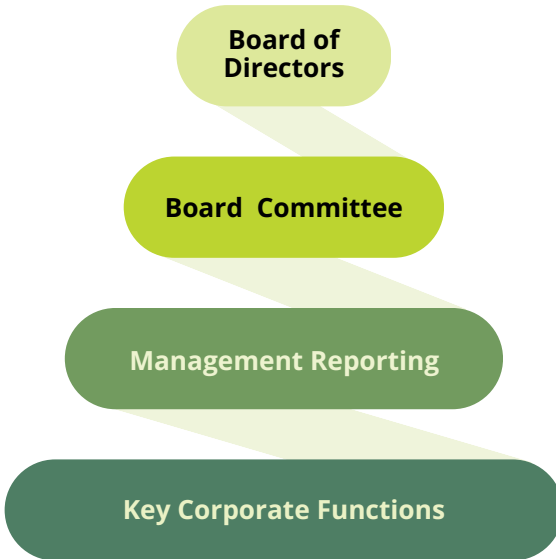 Board of
Directors
Board Committee
Management Reporting
Key Corporate Functions